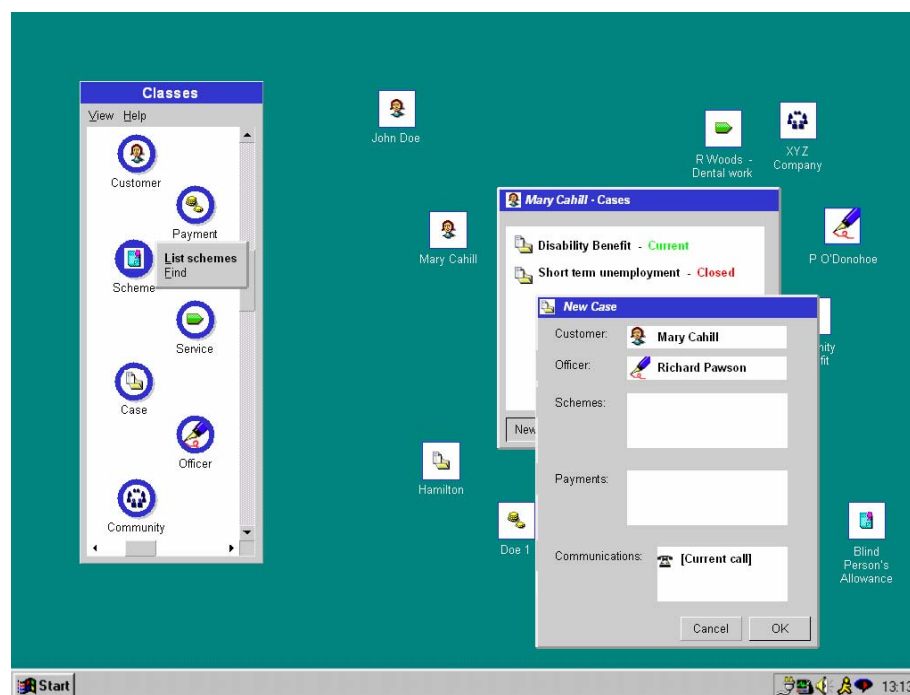 Classes
View Help
Customer
Payment
List schemes
Find
Scheme
Service
Case
Officer
Community
John Doe
R Woods -
Dental work
XYZ
Company
Mary Cahill
P O'Donohoe
Mary Cahill - Cases
Disability Benefit - Current
Short term unemployment - Closed
New
New Case
Customer: Mary Cahill
Officer: Richard Pawson
Schemes:
Payments:
Communications: [Current call]
Cancel OK
Hamilton
Doe 1
Blind
Person's
Allowance
Start
13:13